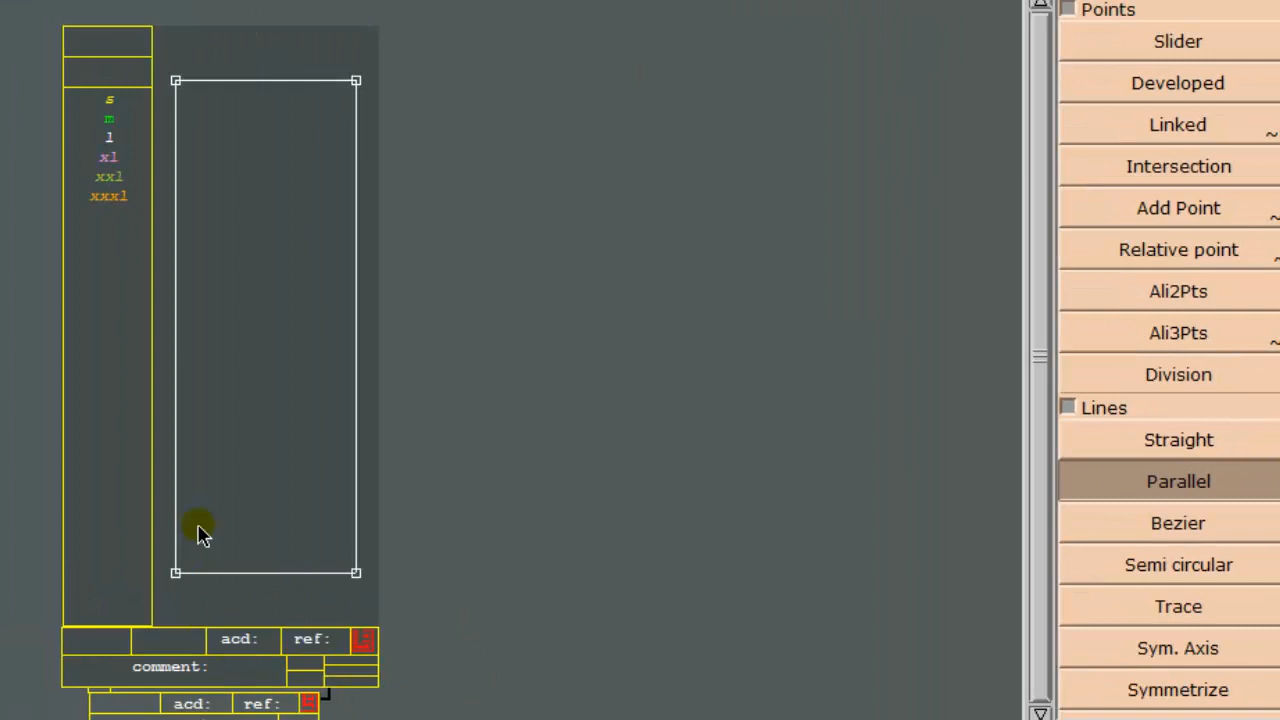 s
m
l
xl
xxl
xxxl
acd: ref:
comment:
acd: ref:
Points
Slider
Developed
Linked ~
Intersection
Add Point ~
Relative point ~
Ali2Pts
Ali3Pts ~
Division
Lines
Straight
Parallel
Bezier
Semi circular
Trace
Sym. Axis
Symmetrize